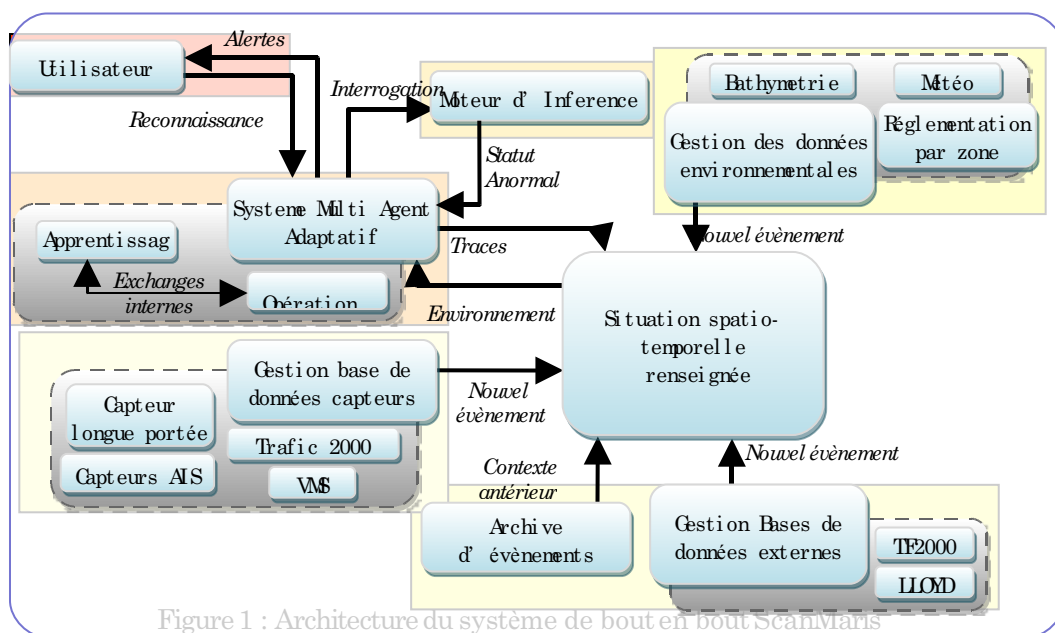 Alertes
Utilisateur
Reconnaissance
Interrogation
Moteur d'Inference
Statut
Anormal
Bathymetrie
Météo
Gestion des données
environnementales
Réglementation
par zone
Systeme Multi Agent
Adaptatif
Apprentissag
Exchanges
internes
Opération
Traces
Environnement
Nouvel évènement
Situation spatio-
temporelle
renseignée
Gestion base de
données capteurs
Capteur
longue portée
Trafic 2000
Capteurs AIS
VMS
Nouvel
évènement
Contexte
antérieur
Nouvel évènement
Archive
d'évènements
Gestion Bases de
données externes
TF2000
LLOYD
Figure 1 : Architecture du système de bout en bout ScanMaris